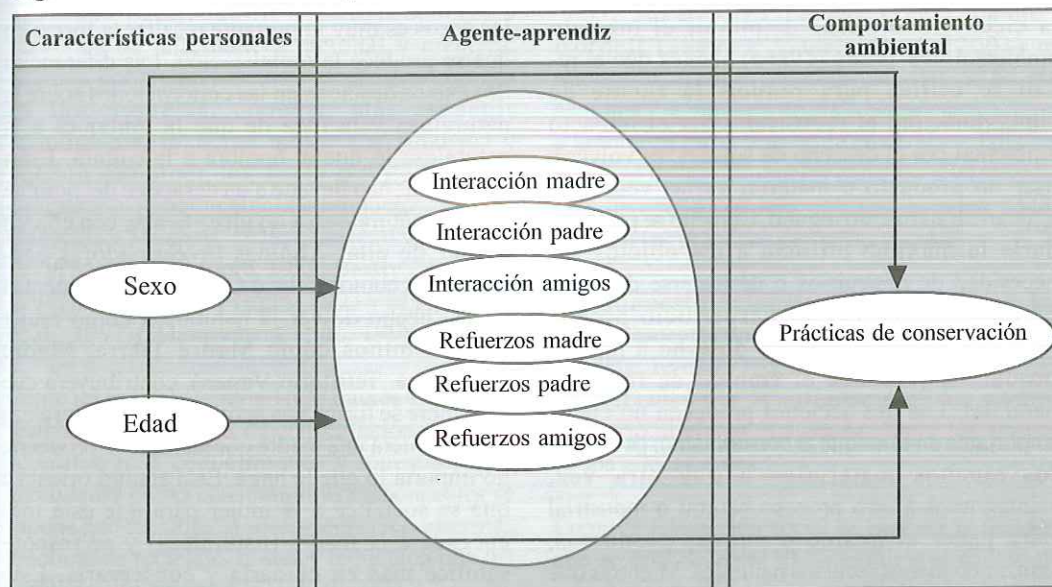 Características personales
Agente-aprendiz
Comportamiento
ambiental
Interacción madre
Interacción padre
Sexo
Interacción amigos
Refuerzos madre
Prácticas de conservación
Refuerzos padre
Edad
Refuerzos amigos